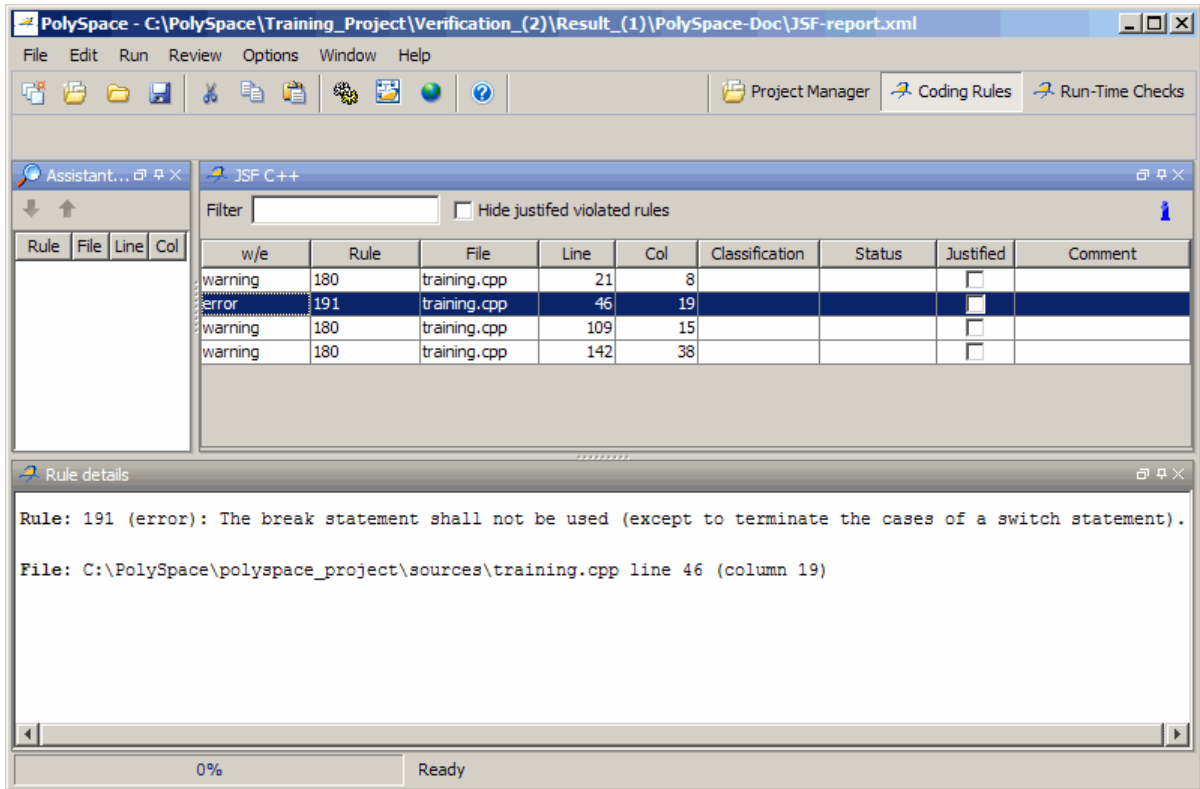 PolySpace - C:\PolySpace\Training_Project\Verification_(2)\Result_(1)\PolySpace-Doc\JSF-report.xml
File Edit Run Review Options Window Help
Project Manager Coding Rules Run-Time Checks
Assistant... JSF C++
Filter Hide justifed violated rules
Rule File Line Col w/e Rule File Line Col Classification Status Justified Comment
warning 180 training.cpp 21 8
error 191 training.cpp 46 19
warning 180 training.cpp 109 15
warning 180 training.cpp 142 38
Rule details
Rule: 191 (error): The break statement shall not be used (except to terminate the cases of a switch statement).
File: C:\PolySpace\polyspace_project\sources\training.cpp line 46 (column 19)
0% Ready